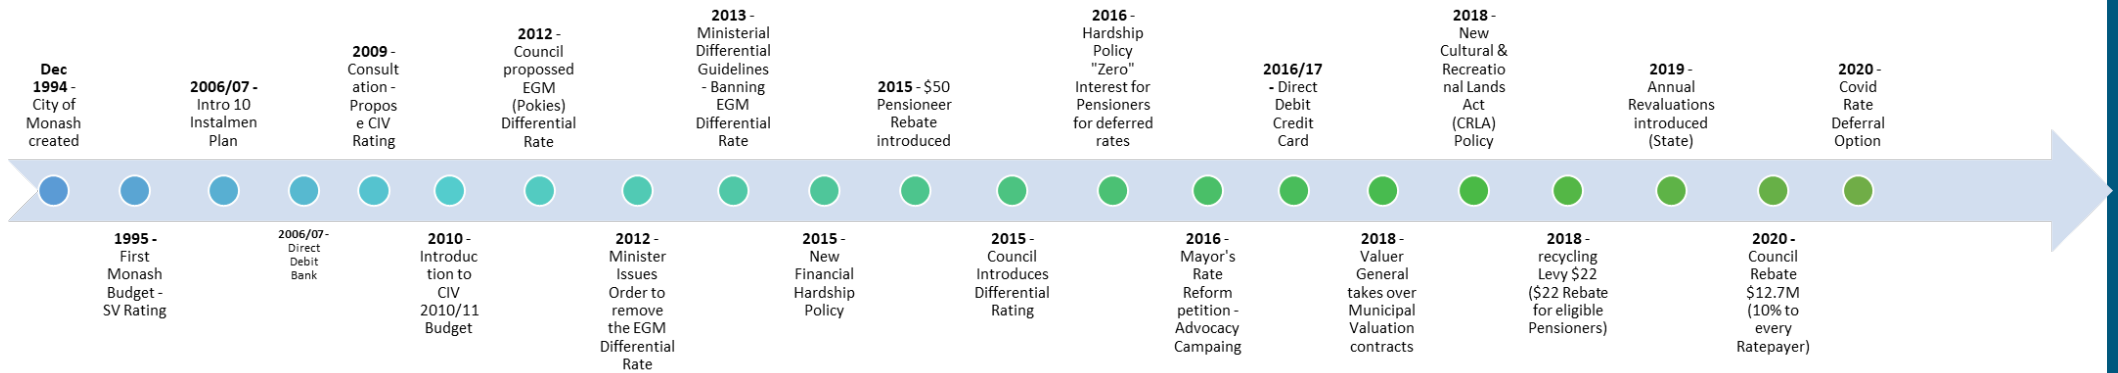 Dec
1994 -
City of
Monash
created
2006/07 -
Intro 10
Instalmen
Plan
2009 -
Consult
ation -
Propos
e CIV
Rating
2012 -
Council
propossed
EGM
(Pokies)
Differential
Rate
2013 -
Ministerial
Differential
Guidelines
- Banning
EGM
Differential
Rate
2015 - $50
Pensioneer
Rebate
introduced
2016 -
Hardship
Policy
"Zero"
Interest for
Pensioners
for deferred
rates
2016/17
- Direct
Debit
Credit
Card
2018 -
New
Cultural &
Recreatio
nal Lands
Act
(CRLA)
Policy
2019 -
Annual
Revaluations
introduced
(State)
2020 -
Covid
Rate
Deferral
Option
1995 -
First
Monash
Budget -
SV Rating
2006/07-
Direct
Debit
Bank
2010 -
Introduc
tion to
CIV
2010/11
Budget
2012 -
Minister
Issues
Order to
remove
the EGM
Differential
Rate
2015 -
New
Financial
Hardship
Policy
2015 -
Council
Introduces
Differential
Rating
2016 -
Mayor's
Rate
Reform
petition -
Advocacy
Campaing
2018 -
Valuer
General
takes over
Municipal
Valuation
contracts
2018 -
recycling
Levy $22
($22 Rebate
for eligible
Pensioners)
2020 -
Council
Rebate
$12.7M
(10% to
every
Ratepayer)